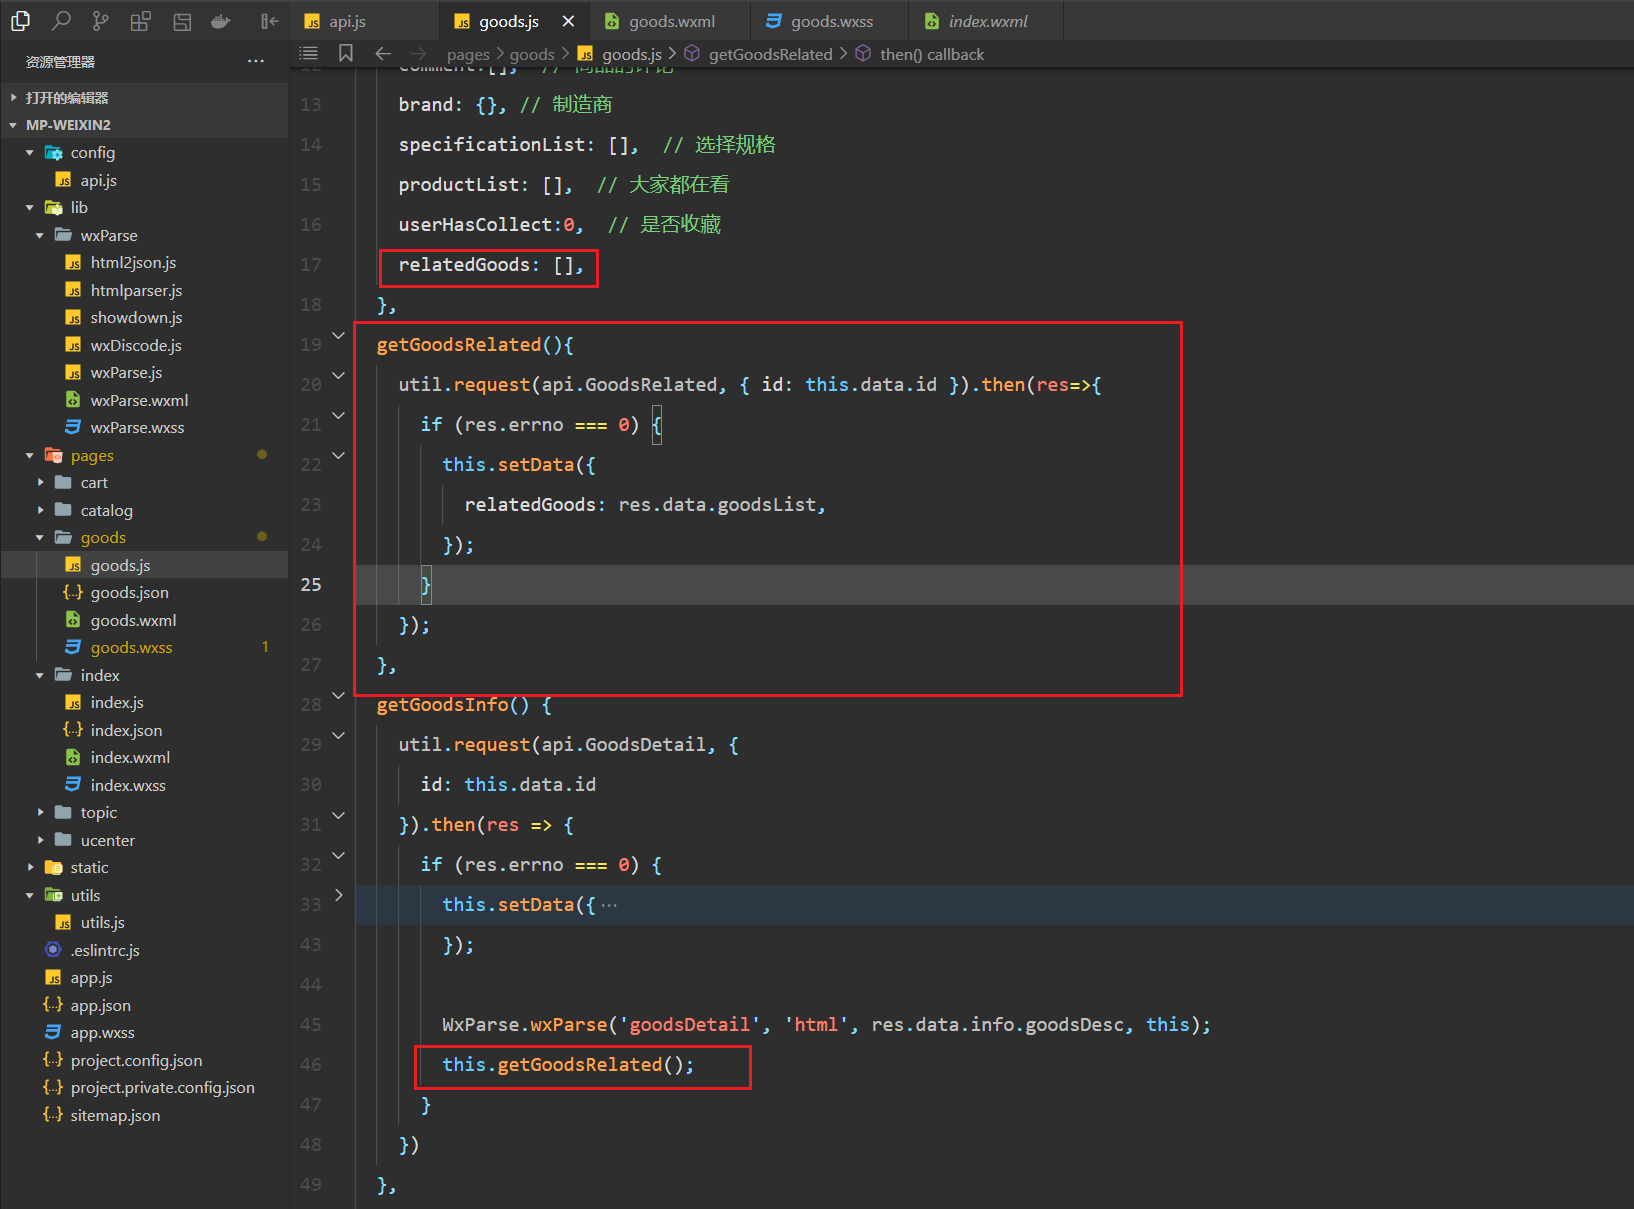 api.js
goods.js
goods.wxml
goods.wxss
index.wxml
资源管理器
pages > goods > goods.js > getGoodsRelated > then() callback
打开的编辑器
MP-WEIXIN2
config
api.js
lib
wxParse
html2json.js
htmlparser.js
showdown.js
wxDiscode.js
wxParse.js
wxParse.wxml
wxParse.wxss
pages
cart
catalog
goods
goods.js
goods.json
goods.wxml
goods.wxss 1
index
index.js
index.json
index.wxml
index.wxss
topic
ucenter
static
utils
utils.js
.eslintrc.js
app.js
app.json
app.wxss
project.config.json
project.private.config.json
sitemap.json
12 comment:[], // 商品的评论
13 brand: {}, // 制造商
14 specificationList: [], // 选择规格
15 productList: [], // 大家都在看
16 userHasCollect:0, // 是否收藏
17 relatedGoods: [],
18 },
19 getGoodsRelated(){
20 util.request(api.GoodsRelated, { id: this.data.id }).then(res=>{
21 if (res.errno === 0) {
22 this.setData({
23 relatedGoods: res.data.goodsList,
24 });
25 }
26 });
27 },
28 getGoodsInfo() {
29 util.request(api.GoodsDetail, {
30 id: this.data.id
31 }).then(res => {
32 if (res.errno === 0) {
33 this.setData({ ···
43 });
44
45 WxParse.wxParse('goodsDetail', 'html', res.data.info.goodsDesc, this);
46 this.getGoodsRelated();
47 }
48 })
49 },